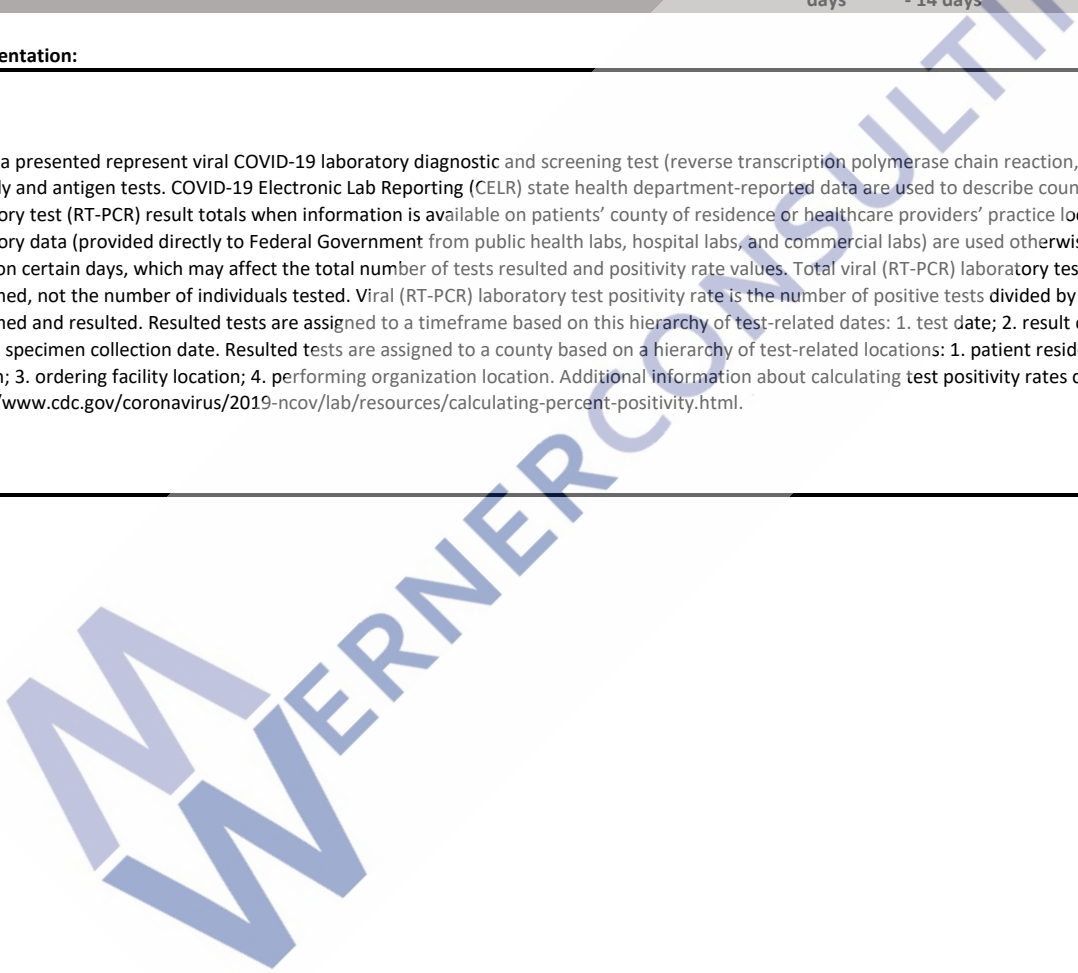 days - 14 days
entation:
a presented represent viral COVID-19 laboratory diagnostic and screening test (reverse transcription polymerase chain reaction,
ly and antigen tests. COVID-19 Electronic Lab Reporting (CELR) state health department-reported data are used to describe coun
ory test (RT-PCR) result totals when information is available on patients’ county of residence or healthcare providers’ practice lo
ory data (provided directly to Federal Government from public health labs, hospital labs, and commercial labs) are used otherwis
on certain days, which may affect the total number of tests resulted and positivity rate values. Total viral (RT-PCR) laboratory tes
ned, not the number of individuals tested. Viral (RT-PCR) laboratory test positivity rate is the number of positive tests divided by
ned and resulted. Resulted tests are assigned to a timeframe based on this hierarchy of test-related dates: 1. test date; 2. result
specimen collection date. Resulted tests are assigned to a county based on a hierarchy of test-related locations: 1. patient resid
n; 3. ordering facility location; 4. performing organization location. Additional information about calculating test positivity rates c
/www.cdc.gov/coronavirus/2019-ncov/lab/resources/calculating-percent-positivity.html.
WERNERCONSULTI